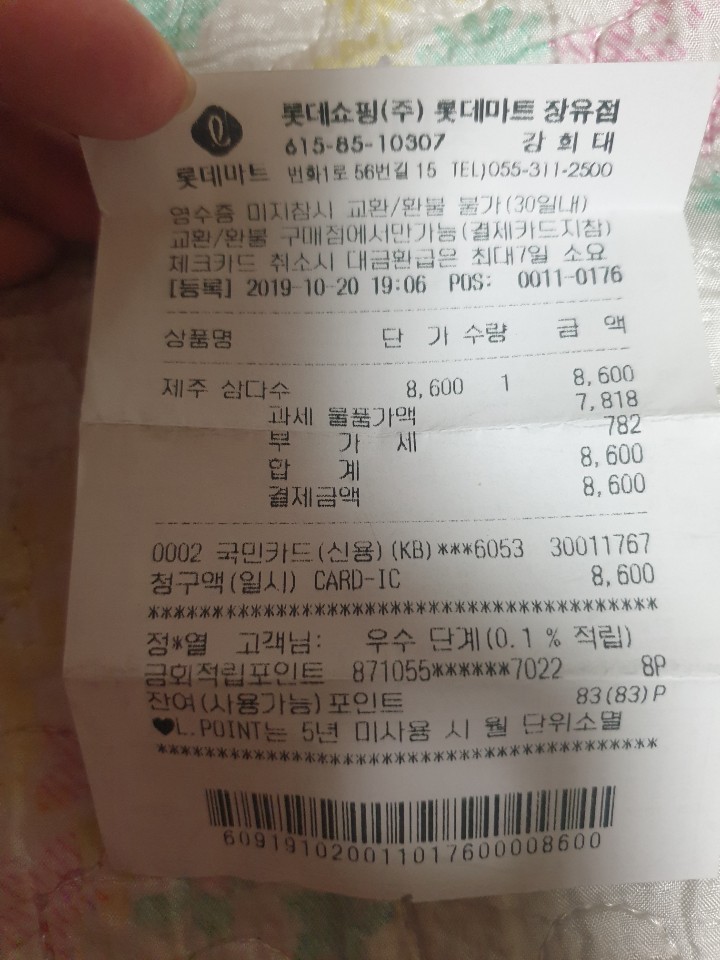 롯데쇼핑(주) 롯데마트 장유점
615-85-10307 강 희 태
롯데마트 번화1로 56번길 15 TEL)055-311-2500
영수증 미지참시 교환/환불 불가(30일내)
교환/환불 구매점에서만가능(결제카드지참)
체크카드 취소시 대금환급은 최대7일 소요
[등록] 2019-10-20 19:06 POS: 0011-0176
상품명 단 가 수량 금 액
제주 삼다수 8,600 1 8,600
과세 물품가액 7,818
부 가 세 782
합 계 8,600
결제금액 8,600
0002 국민카드(신용)(KB)***6053 30011767
청구액(일시) CARD-IC 8,600
***************************************************
정*열 고객님: 우수 단계(0.1 % 적립)
금회적립포인트 871055******7022 8P
잔여(사용가능)포인트 83(83)P
♥L.POINT는 5년 미사용 시 월 단위소멸
***************************************************
609191020011017600008600